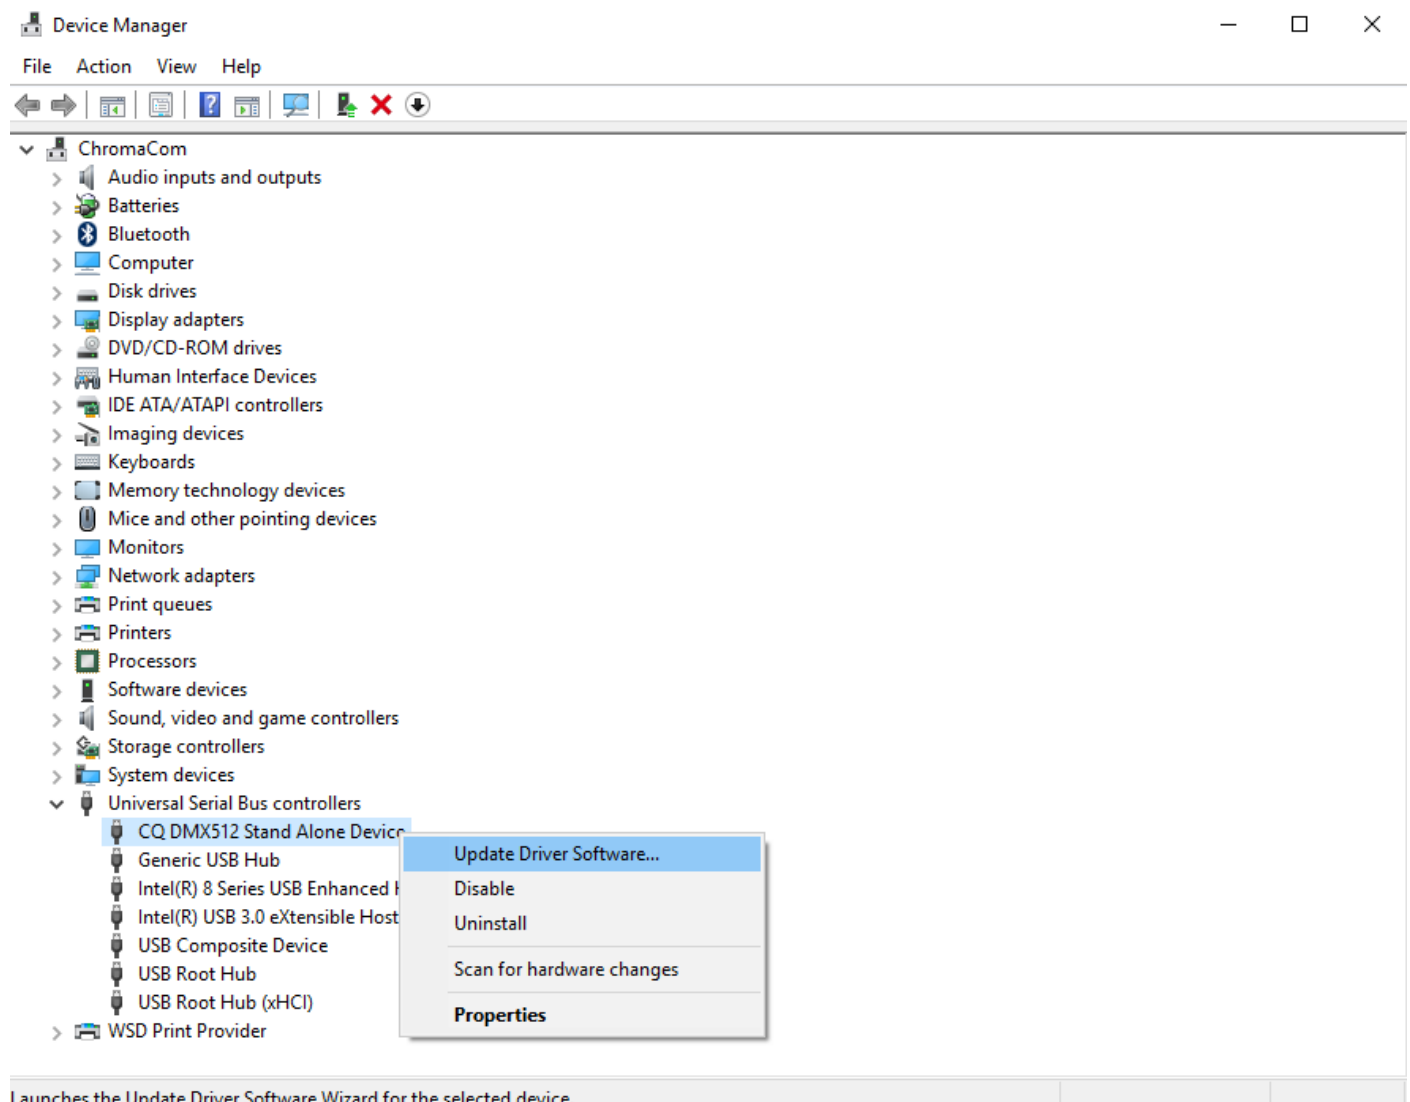 Device Manager
File Action View Help
ChromaCom
Audio inputs and outputs
Batteries
Bluetooth
Computer
Disk drives
Display adapters
DVD/CD-ROM drives
Human Interface Devices
IDE ATA/ATAPI controllers
Imaging devices
Keyboards
Memory technology devices
Mice and other pointing devices
Monitors
Network adapters
Print queues
Printers
Processors
Software devices
Sound, video and game controllers
Storage controllers
System devices
Universal Serial Bus controllers
CQ DMX512 Stand Alone Device
Generic USB Hub
Intel(R) 8 Series USB Enhanced
Intel(R) USB 3.0 eXtensible Host
USB Composite Device
USB Root Hub
USB Root Hub (xHCI)
WSD Print Provider
Update Driver Software...
Disable
Uninstall
Scan for hardware changes
Properties
Launches the Update Driver Software Wizard for the selected device